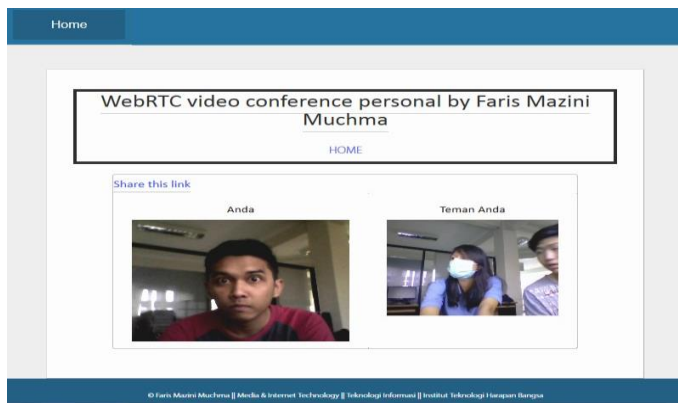 Home
WebRTC video conference personal by Faris Mazini
Muchma
HOME
Share this link
Anda
Teman Anda
© Faris Mazini Muchma || Media & Internet Technology || Teknologi Informasi || Institut Teknologi Harapan Bangsa